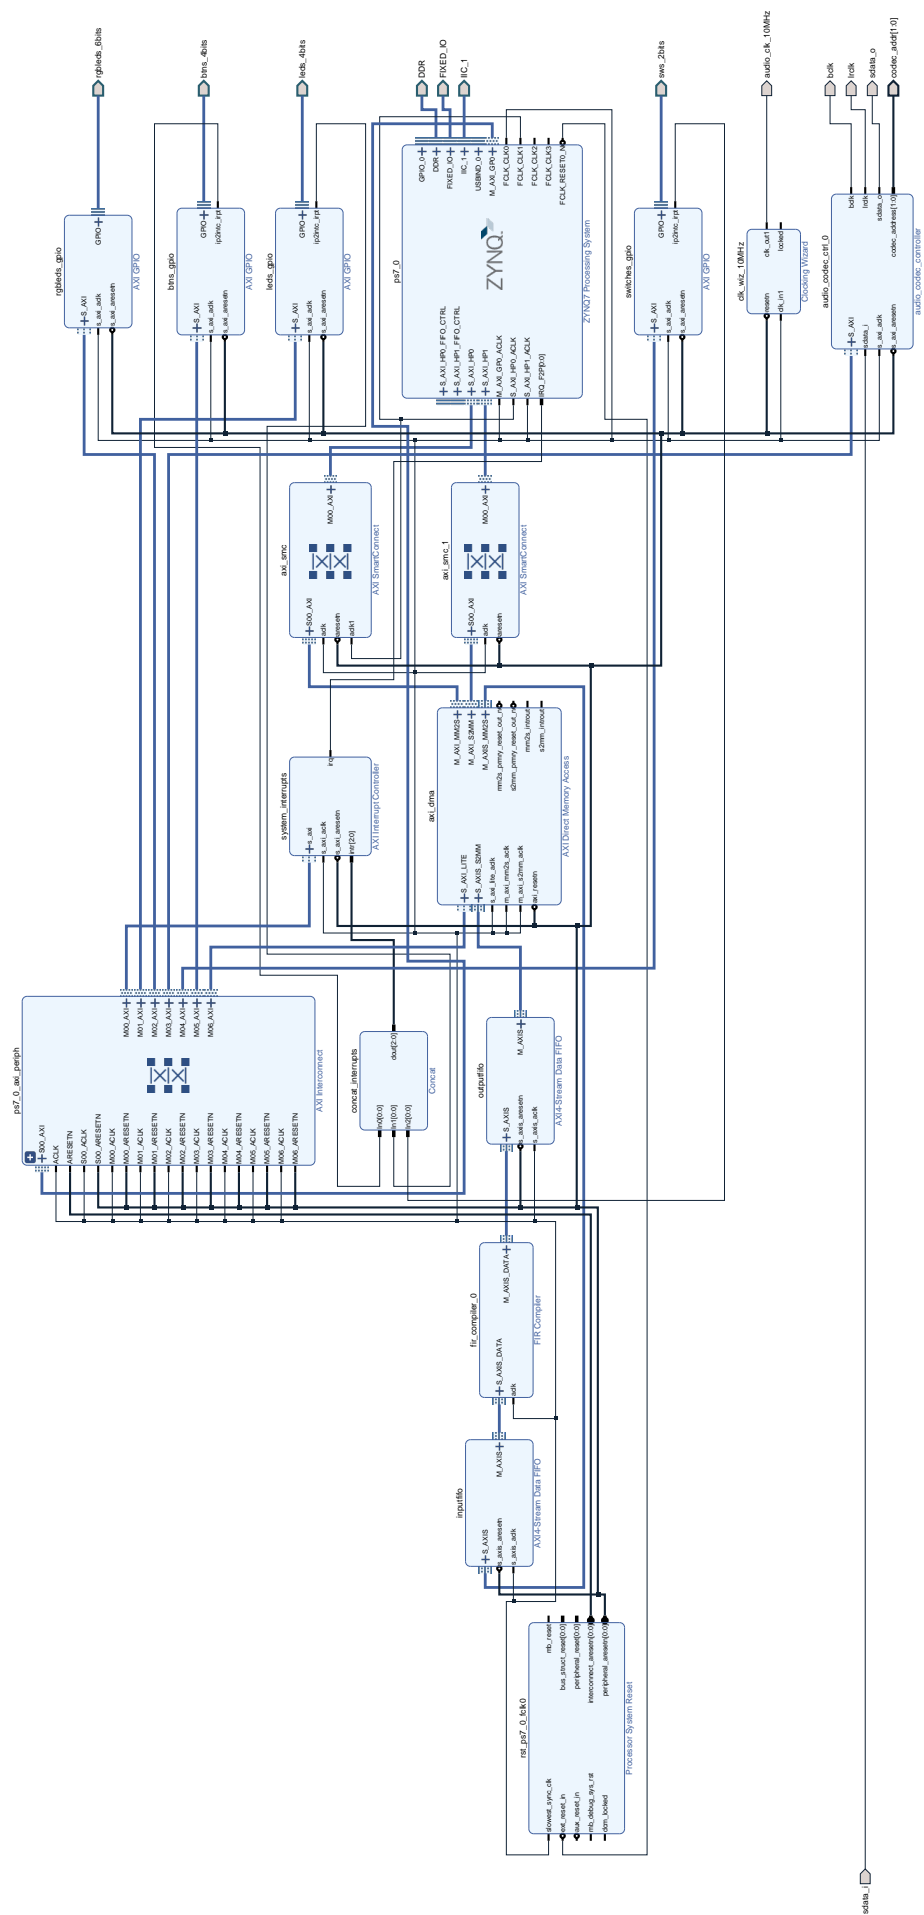 rst_ps7_0_fclk0
slowest_sync_clk
ext_reset_in
aux_reset_in
mb_debug_sys_rst
dcm_locked
mb_reset
bus_struct_reset[0:0]
peripheral_reset[0:0]
interconnect_aresetn[0:0]
peripheral_aresetn[0:0]
Processor System Reset
inputfifo
S_AXIS
s_axis_aresetn
s_axis_aclk
M_AXIS
AXI4-Stream Data FIFO
fir_compiler_0
S_AXIS_DATA
aclk
M_AXIS_DATA
FIR Compiler
ps7_0_axi_periph
S00_AXI
ACLK
ARESETN
S00_ACLK
S00_ARESETN
M00_ACLK
M00_ARESETN
M01_ACLK
M01_ARESETN
M02_ACLK
M02_ARESETN
M03_ACLK
M03_ARESETN
M04_ACLK
M04_ARESETN
M05_ACLK
M05_ARESETN
M06_ACLK
M06_ARESETN
M00_AXI
M01_AXI
M02_AXI
M03_AXI
M04_AXI
M05_AXI
M06_AXI
AXI Interconnect
concat_interrupts
In0[0:0]
In1[0:0]
In2[0:0]
dout[2:0]
Concat
outputfifo
S_AXIS
s_axis_aresetn
s_axis_aclk
M_AXIS
AXI4-Stream Data FIFO
system_interrupts
s_axi
s_axi_aclk
s_axi_aresetn
intr[2:0]
irq
AXI Interrupt Controller
axi_dma
S_AXI_LITE
S_AXIS_S2MM
s_axi_lite_aclk
m_axi_mm2s_aclk
m_axi_s2mm_aclk
axi_resetn
M_AXI_MM2S
M_AXI_S2MM
M_AXIS_MM2S
mm2s_prmry_reset_out_n
s2mm_prmry_reset_out_n
mm2s_introut
s2mm_introut
AXI Direct Memory Access
axi_smc
S00_AXI
aclk
aresetn
aclk1
M00_AXI
AXI SmartConnect
axi_smc_1
S00_AXI
aclk
aresetn
M00_AXI
AXI SmartConnect
rgbleds_gpio
S_AXI
s_axi_aclk
s_axi_aresetn
GPIO
AXI GPIO
btns_gpio
S_AXI
s_axi_aclk
s_axi_aresetn
GPIO
ip2intc_irpt
AXI GPIO
leds_gpio
S_AXI
s_axi_aclk
s_axi_aresetn
GPIO
ip2intc_irpt
AXI GPIO
ps7_0
S_AXI_HP0_FIFO_CTRL
S_AXI_HP1_FIFO_CTRL
S_AXI_HP0
S_AXI_HP1
M_AXI_GP0_ACLK
S_AXI_HP0_ACLK
S_AXI_HP1_ACLK
IRQ_F2P[0:0]
ZYNQ.
GPIO_0
DDR
FIXED_IO
IIC_1
USBIND_0
M_AXI_GP0
FCLK_CLK0
FCLK_CLK1
FCLK_CLK2
FCLK_CLK3
FCLK_RESET0_N
ZYNQ7 Processing System
switches_gpio
S_AXI
s_axi_aclk
s_axi_aresetn
GPIO
ip2intc_irpt
AXI GPIO
clk_wiz_10MHz
resetn
clk_in1
clk_out1
locked
Clocking Wizard
audio_codec_ctrl_0
S_AXI
sdata_i
s_axi_aclk
s_axi_aresetn
bclk
lrclk
sdata_o
codec_address[1:0]
audio_codec_controller
rgbleds_6bits
btns_4bits
leds_4bits
DDR
FIXED_IO
IIC_1
sws_2bits
audio_clk_10MHz
bclk
lrclk
sdata_o
codec_addr[1:0]
sdata_i